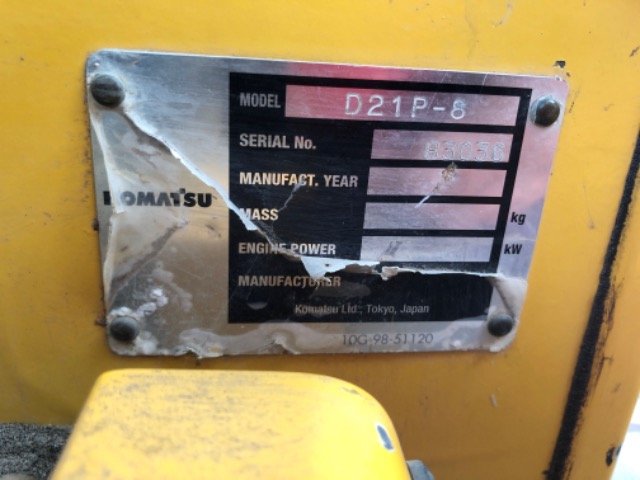 MODEL D21P-8
SERIAL No. 83036
MANUFACT. YEAR
KOMATSU
MASS kg
ENGINE POWER kW
MANUFACTURER
Komatsu Ltd., Tokyo, Japan
10G-98-51120